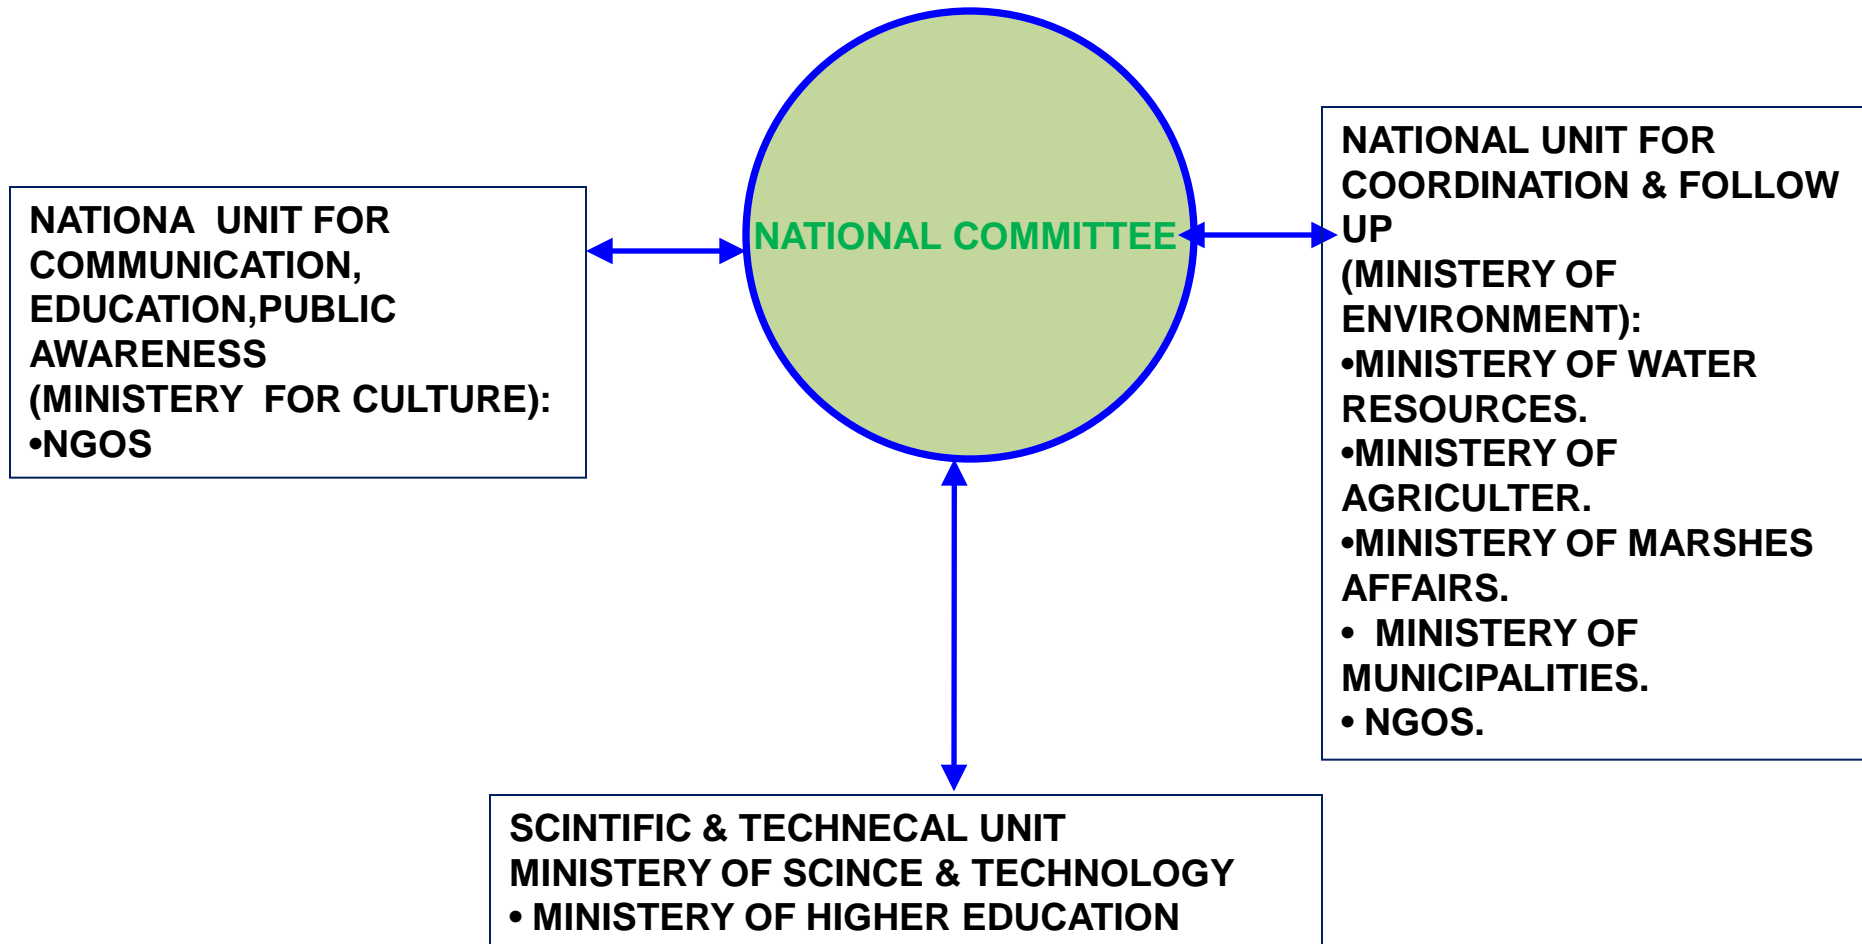 NATIONAL COMMITTEE
NATIONA  UNIT FOR
COMMUNICATION,
EDUCATION,PUBLIC
AWARENESS
(MINISTERY  FOR CULTURE):
•NGOS
NATIONAL UNIT FOR
COORDINATION & FOLLOW
UP
(MINISTERY OF
ENVIRONMENT):
•MINISTERY OF WATER
RESOURCES.
•MINISTERY OF
AGRICULTER.
•MINISTERY OF MARSHES
AFFAIRS.
•  MINISTERY OF
MUNICIPALITIES.
• NGOS.
SCINTIFIC & TECHNECAL UNIT
MINISTERY OF SCINCE & TECHNOLOGY
• MINISTERY OF HIGHER EDUCATION